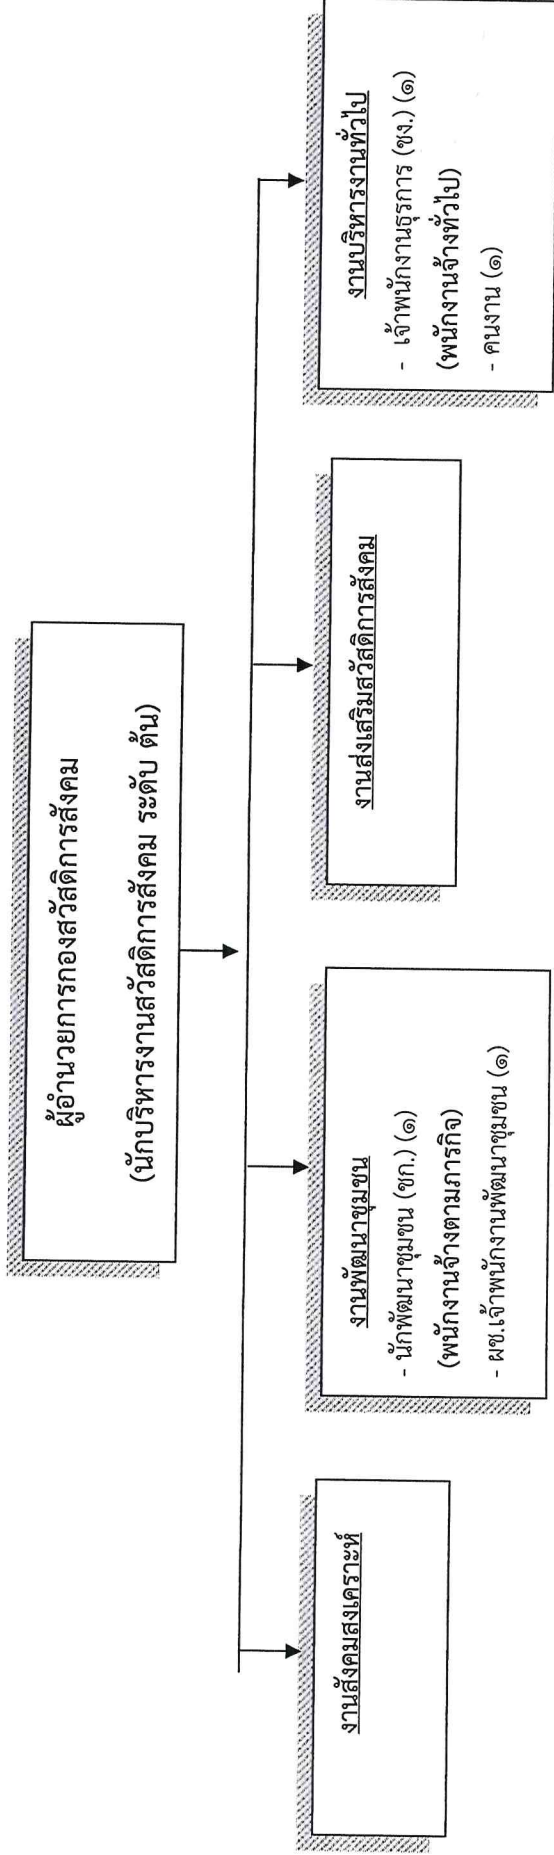 ผู้อำนวยการกองสวัสดิการสังคม
(นักบริหารงานสวัสดิการสังคม ระดับ ต้น)
งานสังคมสงเคราะห์
งานพัฒนาชุมชน
- นักพัฒนาชุมชน (ชก.) (๑)
(พนักงานจ้างตามภารกิจ)
- ผช.เจ้าพนักงานพัฒนาชุมชน (๑)
งานส่งเสริมสวัสดิการสังคม
งานบริหารงานทั่วไป
- เจ้าพนักงานธุรการ (ชง.) (๑)
(พนักงานจ้างทั่วไป)
- คนงาน (๑)